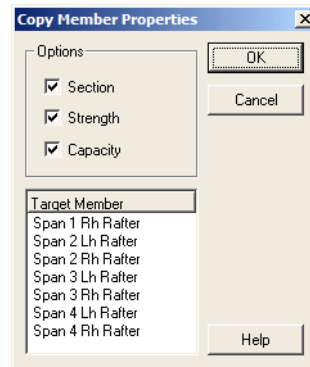 Copy Member Properties
Options
Section
Strength
Capacity
OK
Cancel
Target Member
Span 1 Rh Rafter
Span 2 Lh Rafter
Span 2 Rh Rafter
Span 3 Lh Rafter
Span 3 Rh Rafter
Span 4 Lh Rafter
Span 4 Rh Rafter
Help